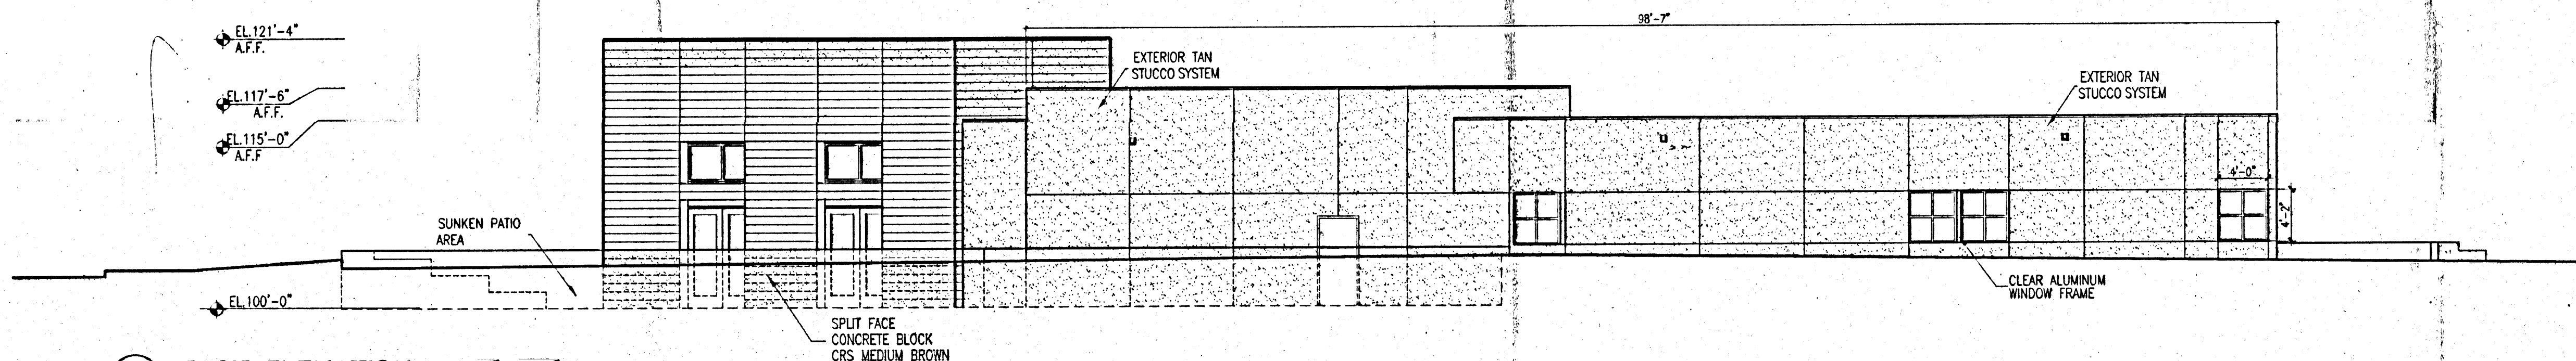 98'-7"
EL.121'-4"
A.F.F.
EXTERIOR TAN
STUCCO SYSTEM
EXTERIOR TAN
STUCCO SYSTEM
EL.117'-6"
A.F.F.
EL.115'-0"
A.F.F
4'-0"
4'-2"
SUNKEN PATIO
AREA
CLEAR ALUMINUM
WINDOW FRAME
EL.100'-0"
SPLIT FACE
CONCRETE BLOCK
CRS MEDIUM BROWN